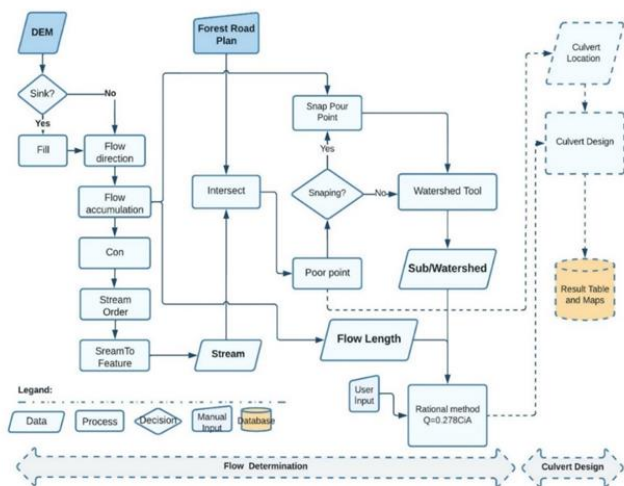 DEM
Forest Road
Plan
Culvert
Location
Sink?
No
Snap Pour
Point
Yes
Culvert Design
Fill
Flow
direction
Yes
Intersect
Snaping?
No
Watershed Tool
Flow
accumulation
Con
Poor point
Sub/Watershed
Result Table
and Maps
Stream
Order
SreamTo
Feature
Stream
Flow Length
Legend:
User
Input
Rational method
Q=0.278CiA
Data
Process
Decision
Manual
Input
Database
Flow Determination
Culvert Design